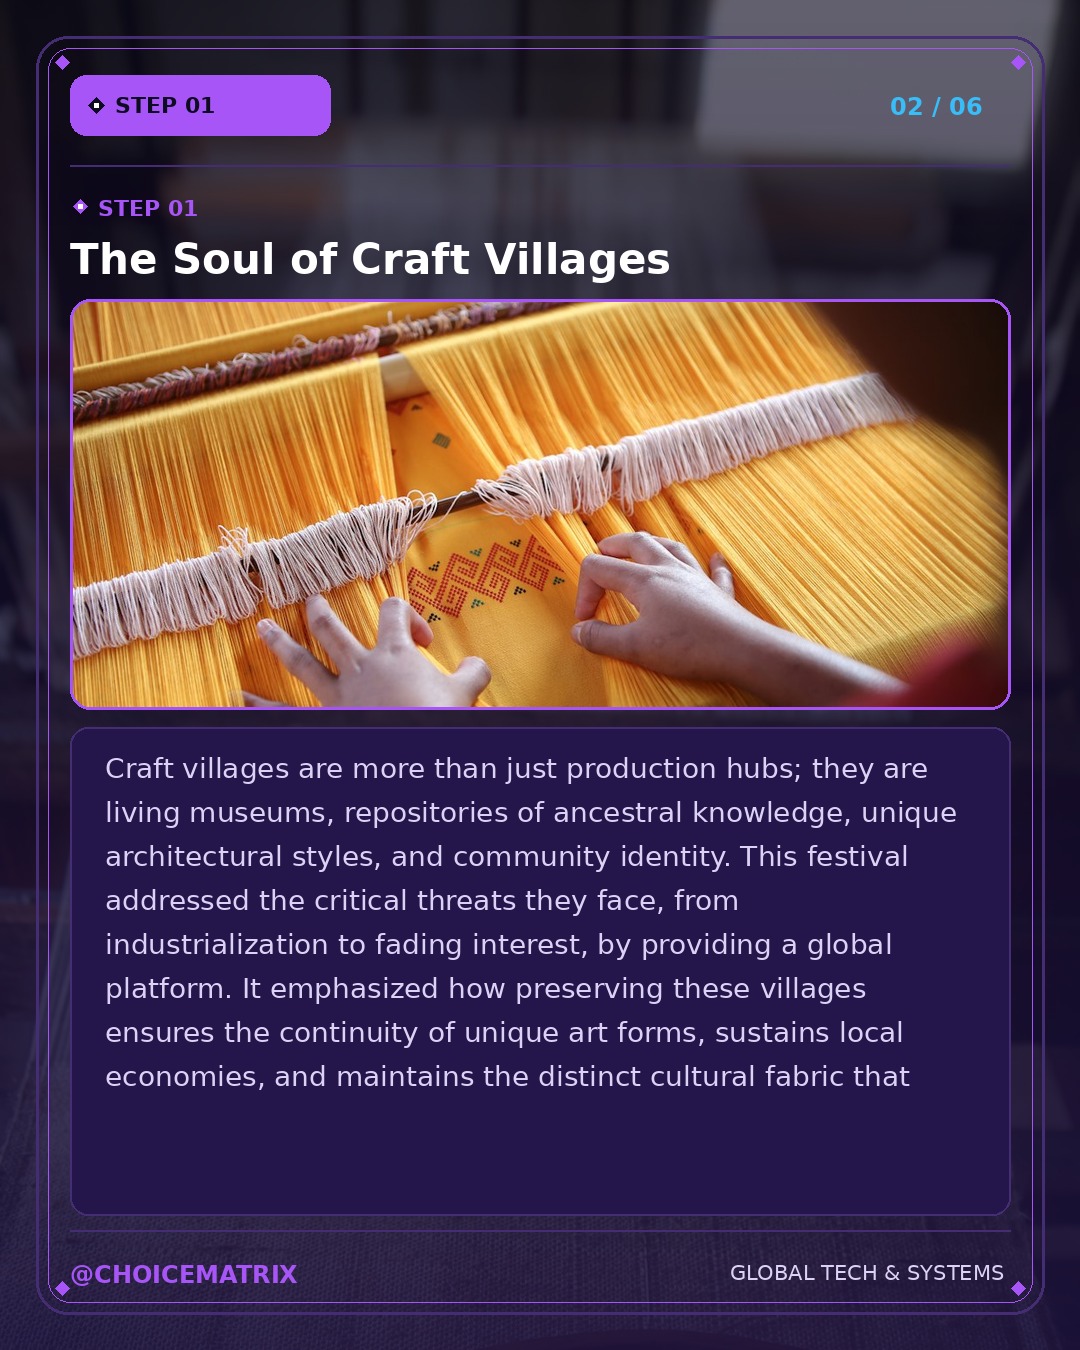 STEP 01
02 / 06
STEP 01
The Soul of Craft Villages
Craft villages are more than just production hubs; they are
living museums, repositories of ancestral knowledge, unique
architectural styles, and community identity. This festival
addressed the critical threats they face, from
industrialization to fading interest, by providing a global
platform. It emphasized how preserving these villages
ensures the continuity of unique art forms, sustains local
economies, and maintains the distinct cultural fabric that
@CHOICEMATRIX
GLOBAL TECH & SYSTEMS